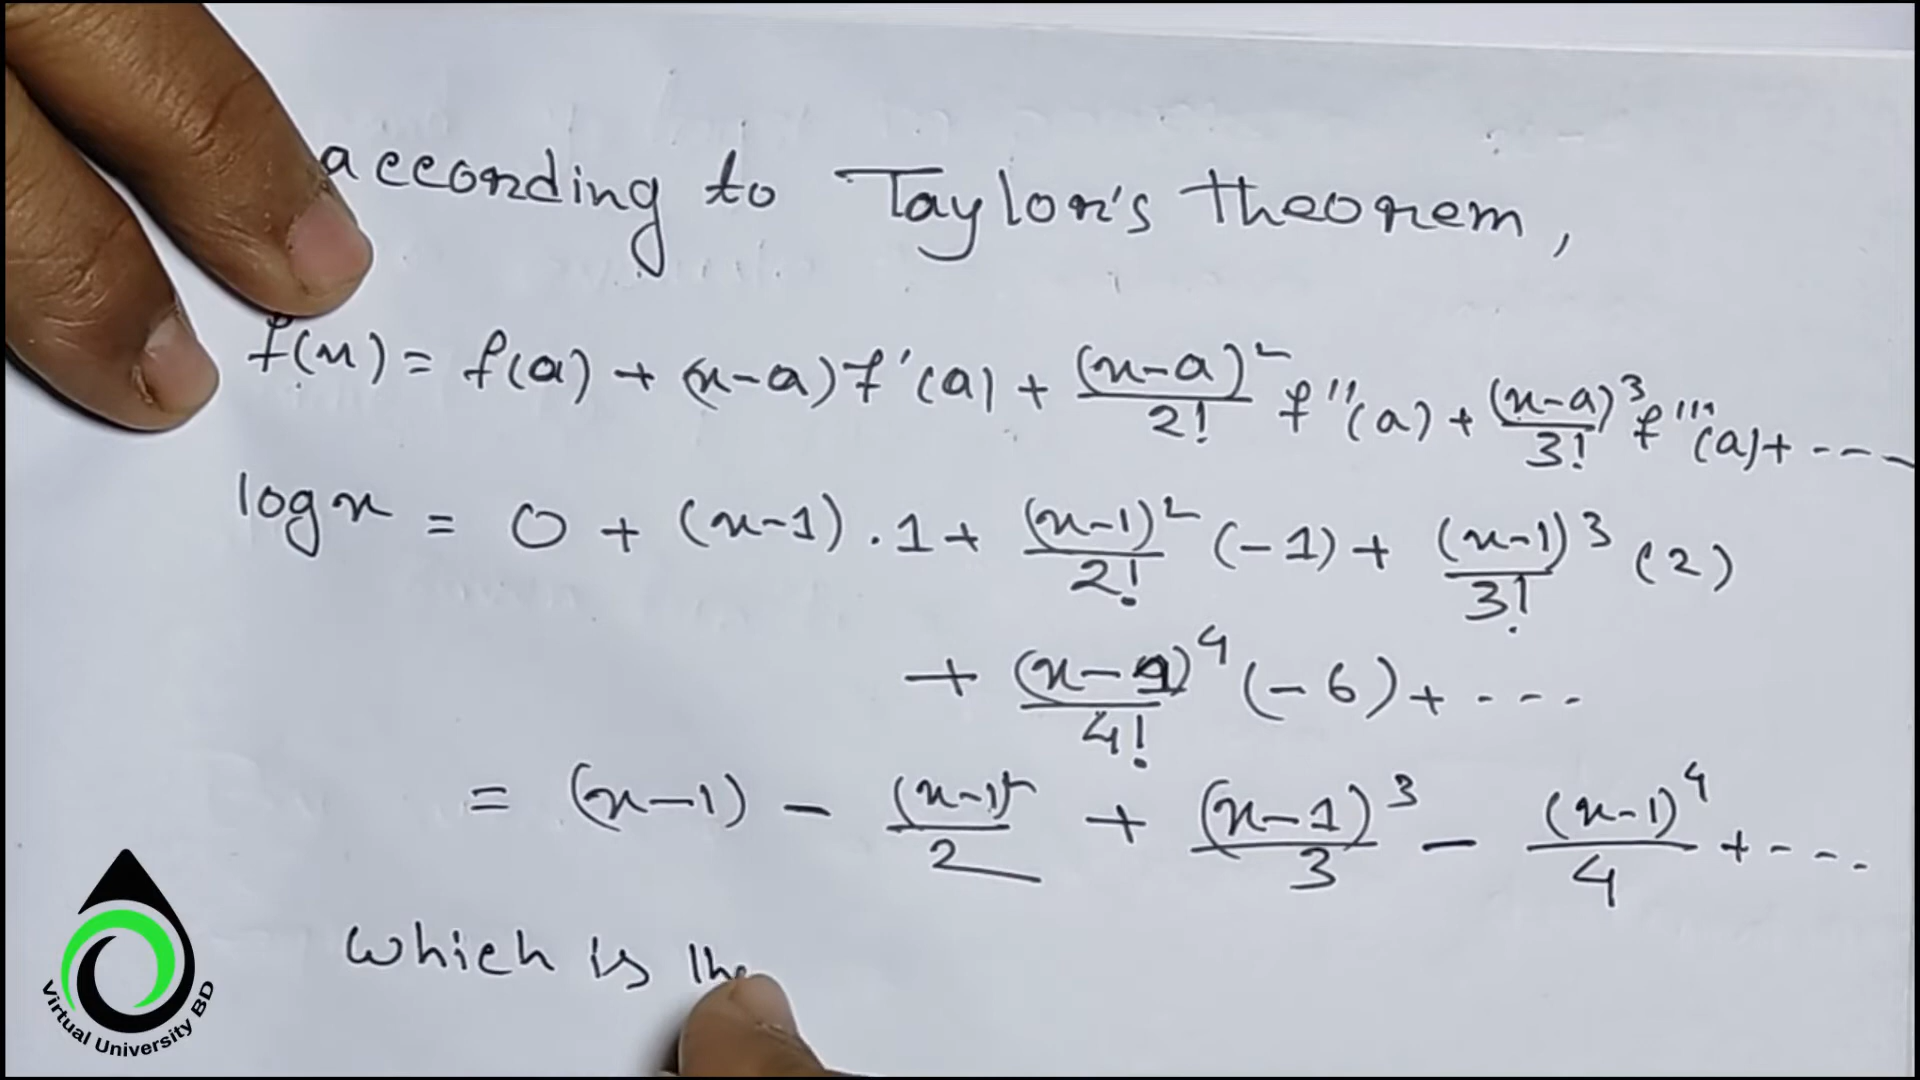 according to Taylor's theorem,
f(x) = f(a) + (x-a) f'(a) + (x-a)²/2! f''(a) + (x-a)³/3! f'''(a) + ----
log x = 0 + (x-1) . 1 + (x-1)²/2! (-1) + (x-1)³/3! (2)
+ (x-1)⁴/4! (-6) + ----
= (x-1) - (x-1)²/2 + (x-1)³/3 - (x-1)⁴/4 + ----
which is the
Virtual University BD